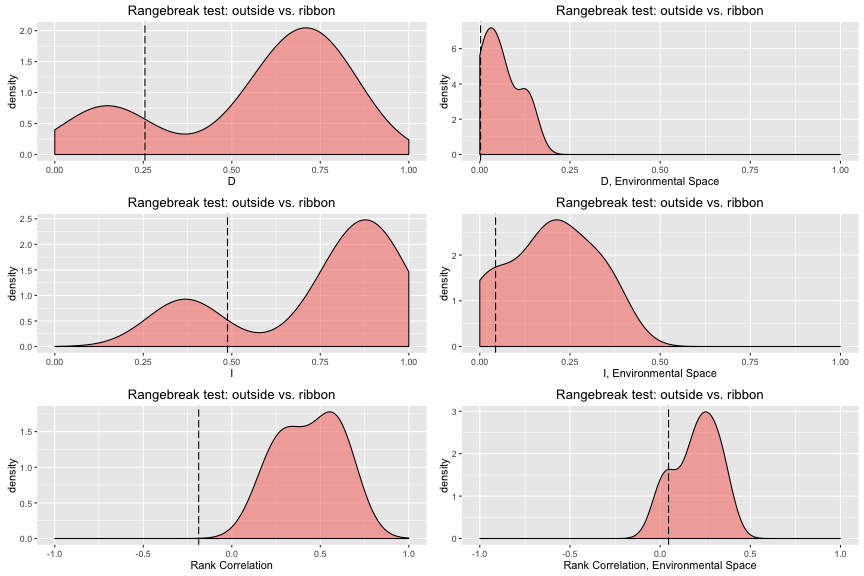 Rangebreak test: outside vs. ribbon
density
2.0
1.5
1.0
0.5
0.0
0.00 0.25 0.50 0.75 1.00
D
Rangebreak test: outside vs. ribbon
density
6
4
2
0
0.00 0.25 0.50 0.75 1.00
D, Environmental Space
Rangebreak test: outside vs. ribbon
density
2.5
2.0
1.5
1.0
0.5
0.0
0.00 0.25 0.50 0.75 1.00
I
Rangebreak test: outside vs. ribbon
density
2
1
0
0.00 0.25 0.50 0.75 1.00
I, Environmental Space
Rangebreak test: outside vs. ribbon
density
1.5
1.0
0.5
0.0
-1.0 -0.5 0.0 0.5 1.0
Rank Correlation
Rangebreak test: outside vs. ribbon
density
3
2
1
0
-1.0 -0.5 0.0 0.5 1.0
Rank Correlation, Environmental Space